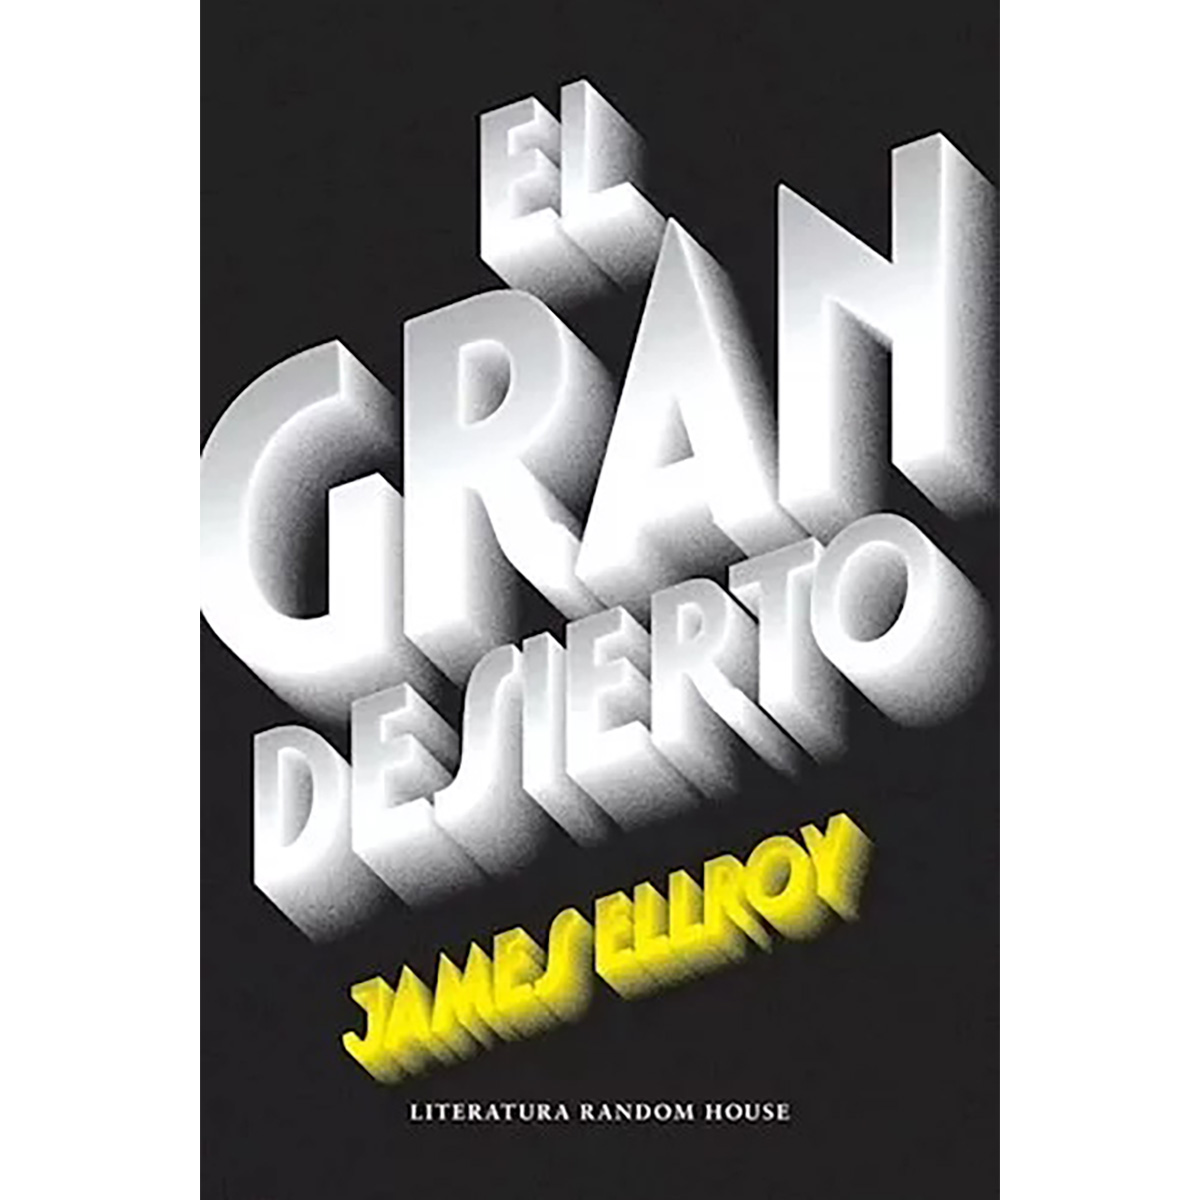 EL
GRAN
DESIERTO
JAMES ELLROY
LITERATURA RANDOM HOUSE